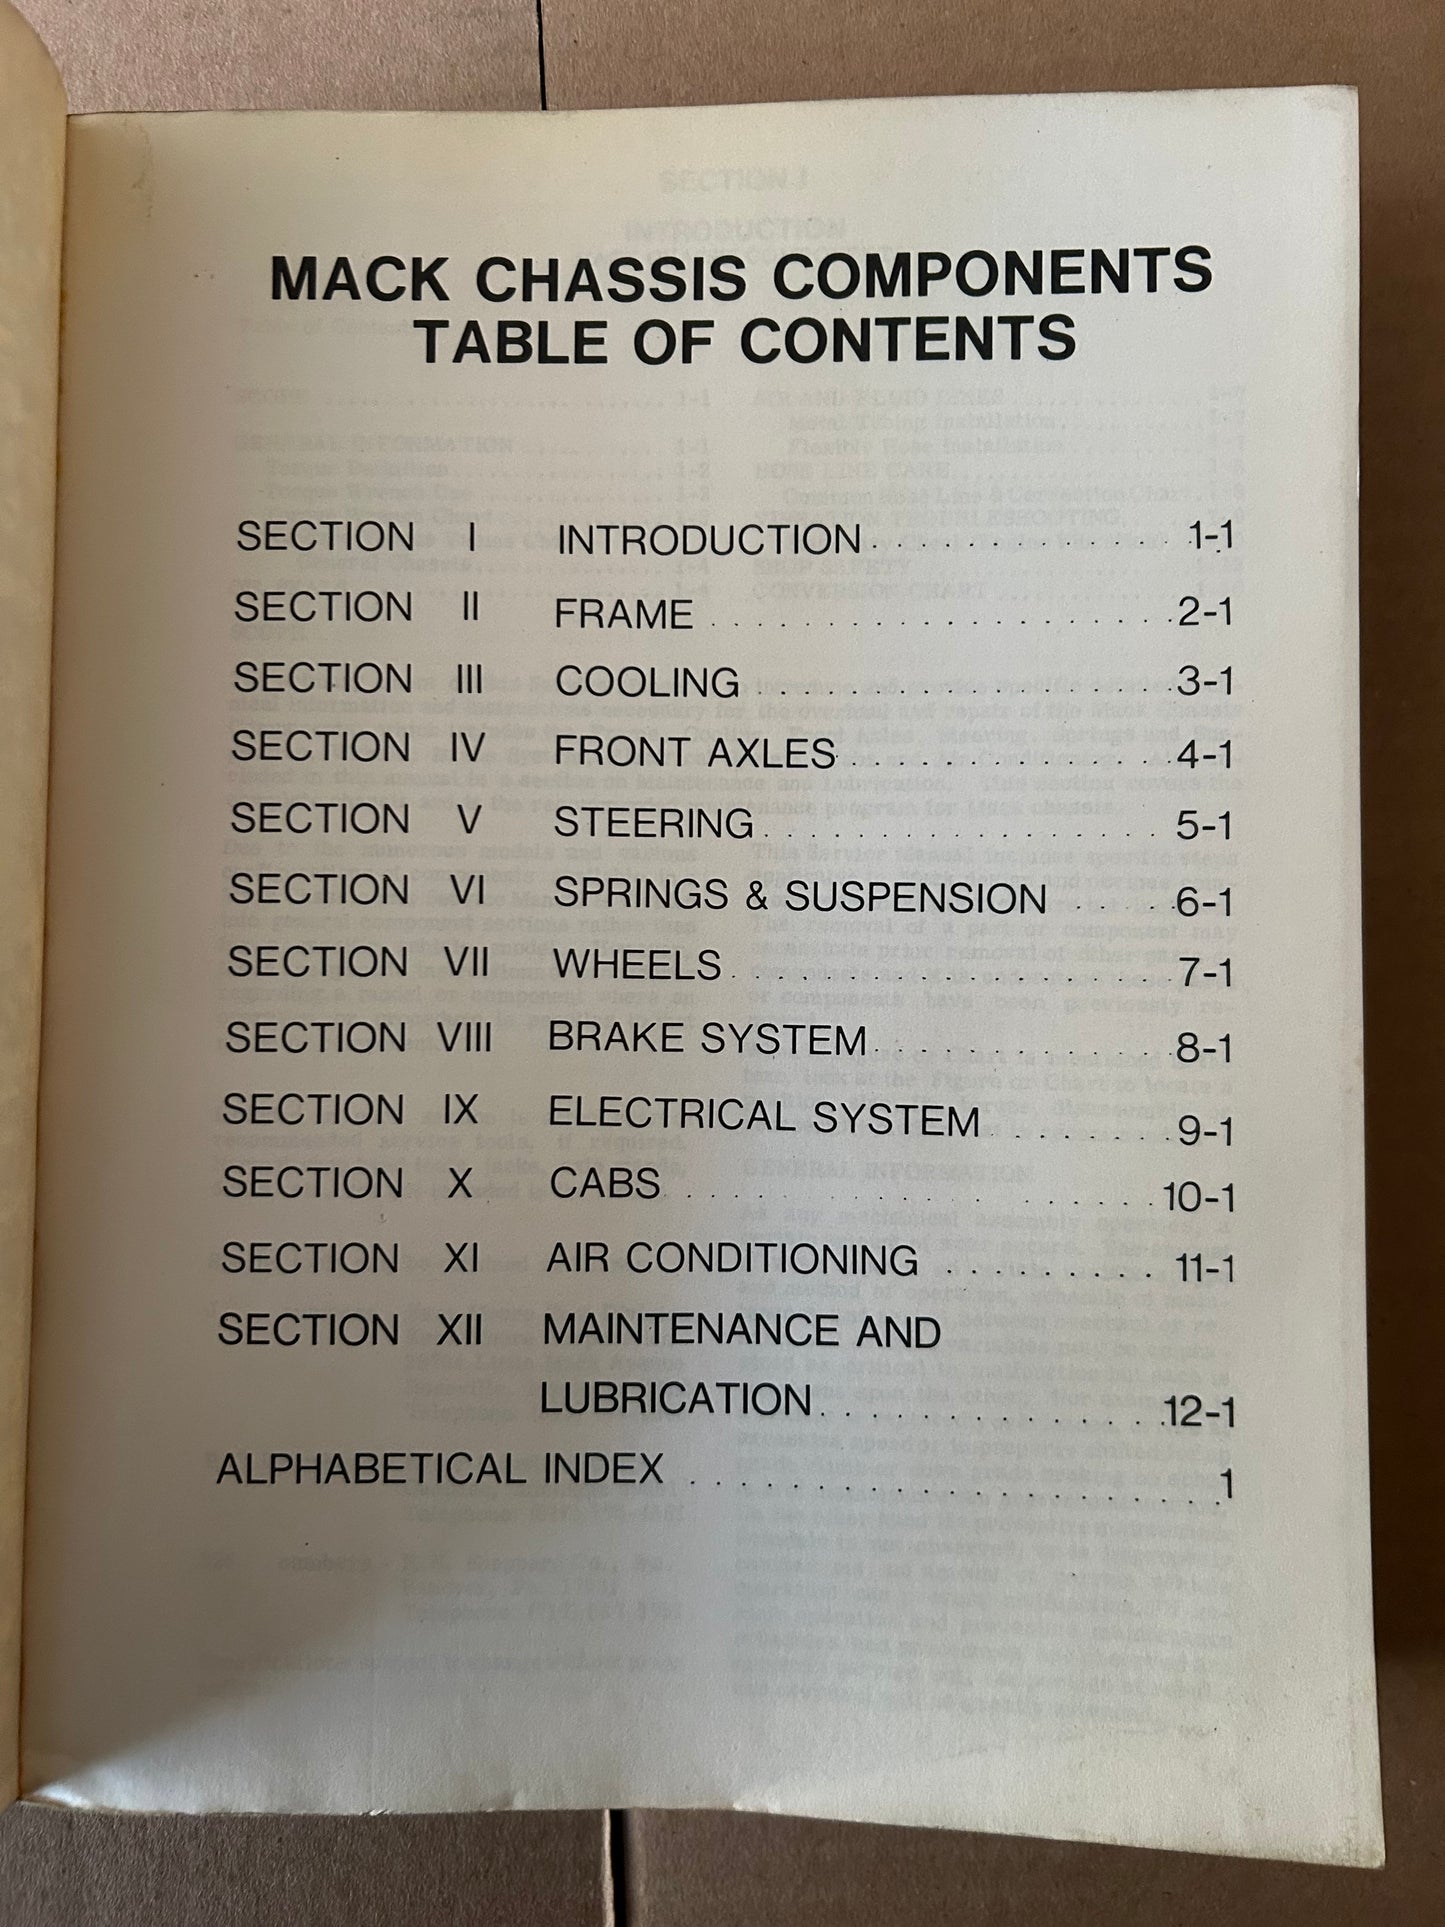 MACK CHASSIS COMPONENTS
TABLE OF CONTENTS
SECTION I INTRODUCTION . . . . . . . . . . . . . 1-1
SECTION II FRAME . . . . . . . . . . . . . . . . . . . . . 2-1
SECTION III COOLING . . . . . . . . . . . . . . . . . . . 3-1
SECTION IV FRONT AXLES . . . . . . . . . . . . . . . 4-1
SECTION V STEERING . . . . . . . . . . . . . . . . . . 5-1
SECTION VI SPRINGS & SUSPENSION . . . . . 6-1
SECTION VII WHEELS . . . . . . . . . . . . . . . . . . . . 7-1
SECTION VIII BRAKE SYSTEM . . . . . . . . . . . . . 8-1
SECTION IX ELECTRICAL SYSTEM . . . . . . . . 9-1
SECTION X CABS . . . . . . . . . . . . . . . . . . . . . . 10-1
SECTION XI AIR CONDITIONING . . . . . . . . . 11-1
SECTION XII MAINTENANCE AND
LUBRICATION . . . . . . . . . . . . . . . 12-1
ALPHABETICAL INDEX . . . . . . . . . . . . . . . . . . . . . . . . 1